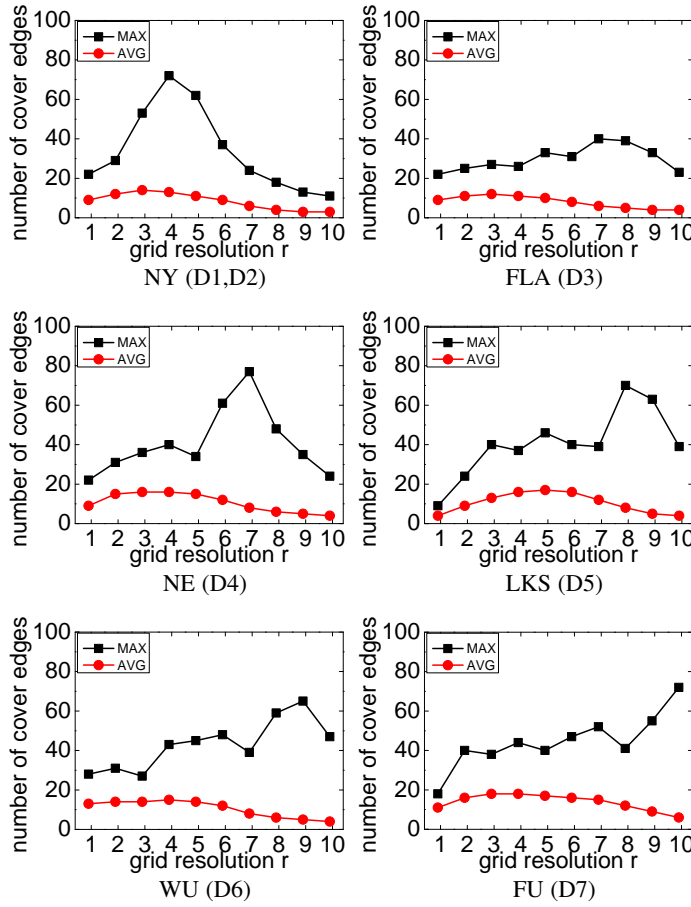 number of cover edges
100
80
60
40
20
0
MAX
AVG
1 2 3 4 5 6 7 8 9 10
grid resolution r
NY (D1,D2)
number of cover edges
100
80
60
40
20
0
MAX
AVG
1 2 3 4 5 6 7 8 9 10
grid resolution r
FLA (D3)
number of cover edges
100
80
60
40
20
0
MAX
AVG
1 2 3 4 5 6 7 8 9 10
grid resolution r
NE (D4)
number of cover edges
100
80
60
40
20
0
MAX
AVG
1 2 3 4 5 6 7 8 9 10
grid resolution r
LKS (D5)
number of cover edges
100
80
60
40
20
0
MAX
AVG
1 2 3 4 5 6 7 8 9 10
grid resolution r
WU (D6)
number of cover edges
100
80
60
40
20
0
MAX
AVG
1 2 3 4 5 6 7 8 9 10
grid resolution r
FU (D7)